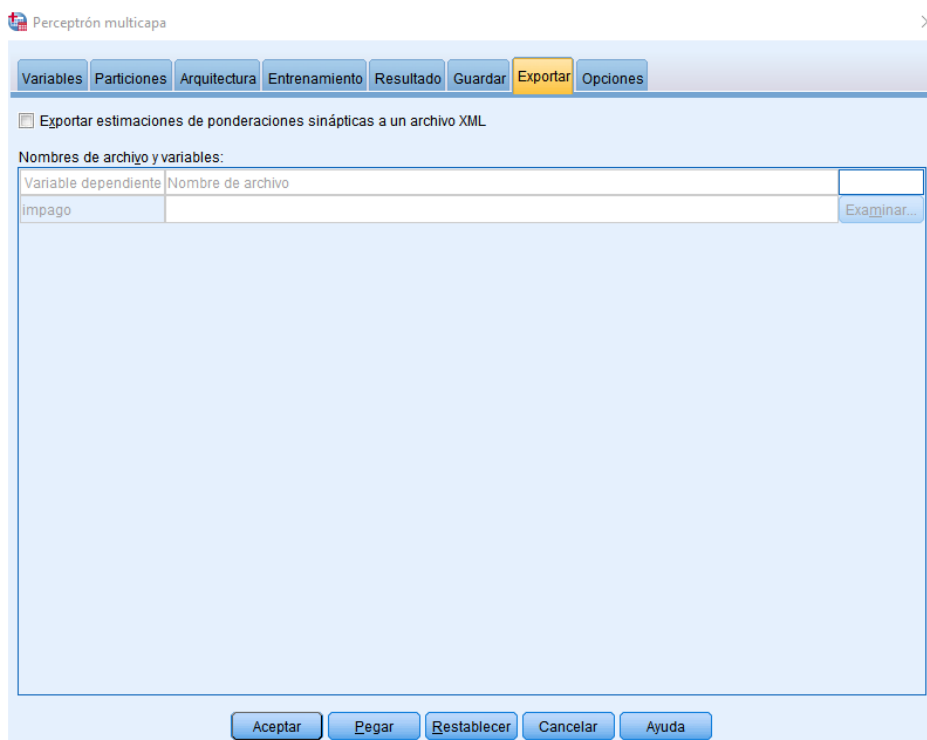 Perceptrón multicapa
Variables Particiones Arquitectura Entrenamiento Resultado Guardar Exportar Opciones
Exportar estimaciones de ponderaciones sinápticas a un archivo XML
Nombres de archivo y variables:
Variable dependiente Nombre de archivo
impago Examinar...
Aceptar Pegar Restablecer Cancelar Ayuda